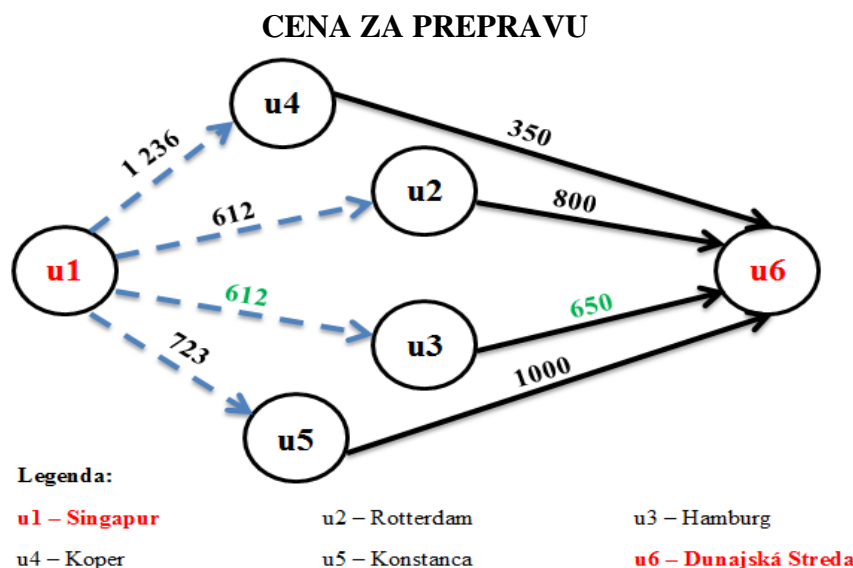 CENA ZA PREPRAVU
u4
350
1 236
u2
800
612
u1
u6
612
650
u3
723
1000
u5
Legenda:
u1 – Singapur u2 – Rotterdam u3 – Hamburg
u4 – Koper u5 – Konstanca u6 – Dunajská Streda